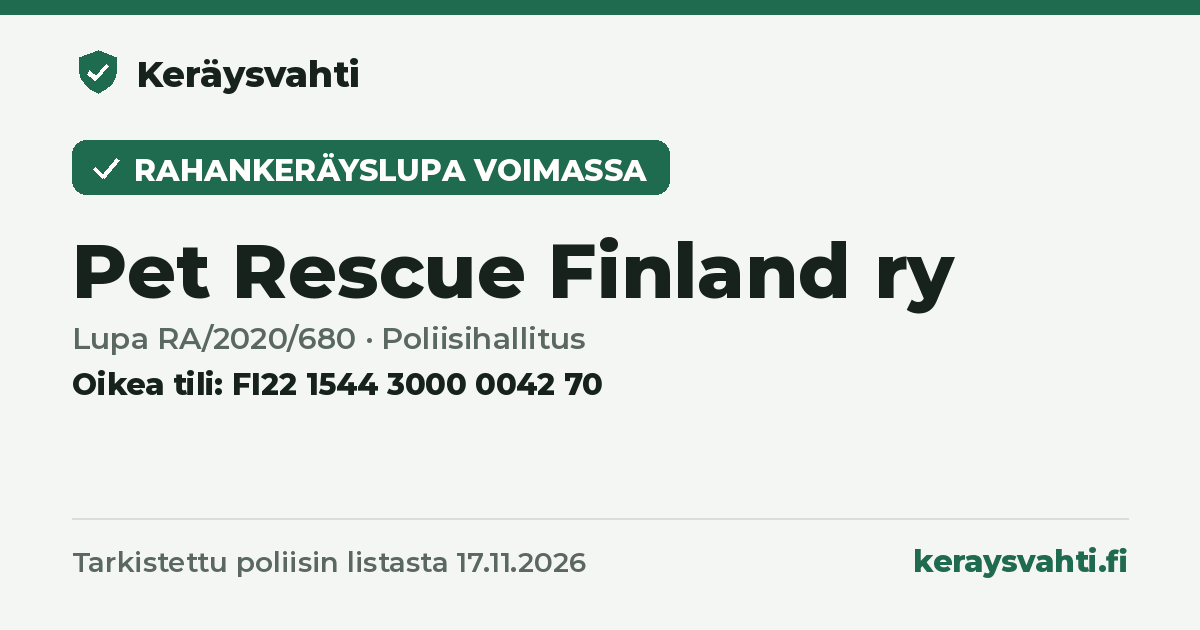 Keräysvahti
RAHANKERÄYSLUPA VOIMASSA
Pet Rescue Finland ry
Lupa RA/2020/680 · Poliisihallitus
Oikea tili: FI22 1544 3000 0042 70
Tarkistettu poliisin listasta 17.11.2026
keraysvahti.fi